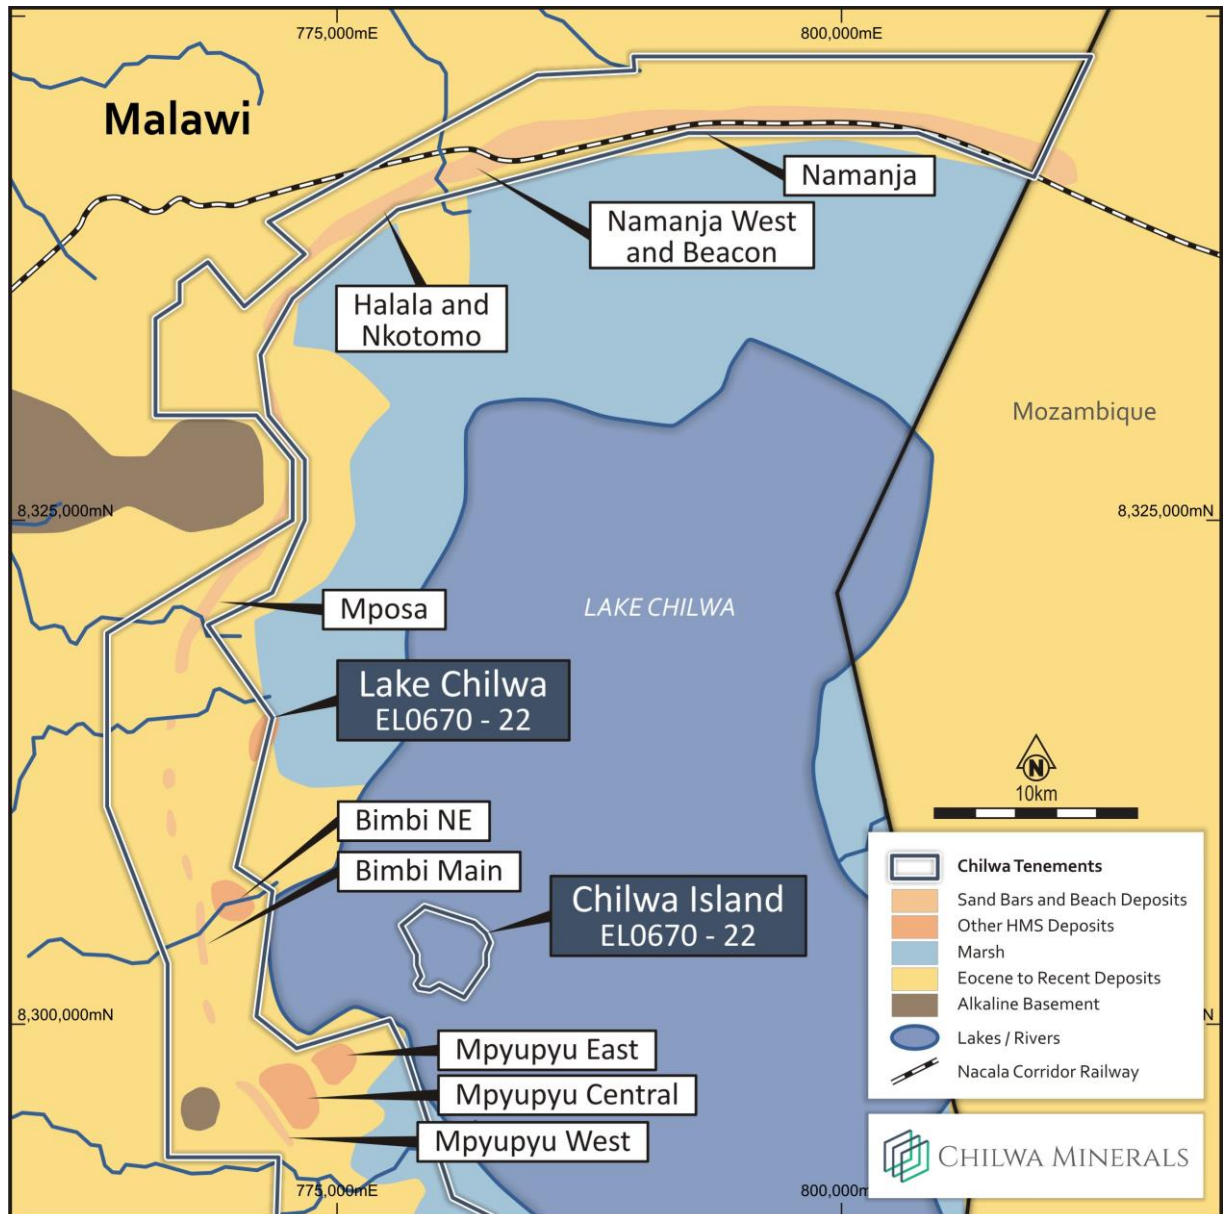 775,000mE
800,000mE
Malawi
Namanja
Namanja West
and Beacon
Halala and
Nkotomo
Mozambique
8,325,000mN
8,325,000mN
Mposa
LAKE CHILWA
Lake Chilwa
EL0670 - 22
N
10km
Bimbi NE
Bimbi Main
Chilwa Island
EL0670 - 22
Chilwa Tenements
Sand Bars and Beach Deposits
Other HMS Deposits
Marsh
Eocene to Recent Deposits
Alkaline Basement
Lakes / Rivers
Nacala Corridor Railway
8,300,000mN
Mpyupyu East
Mpyupyu Central
Mpyupyu West
CHILWA MINERALS
775,000mE